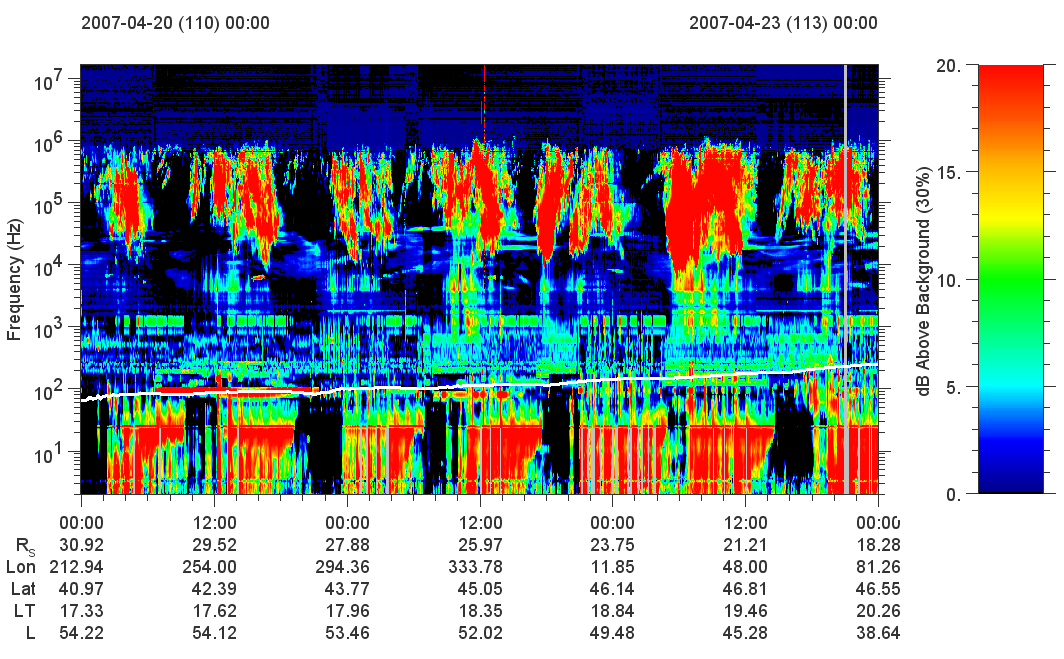 2007-04-20 (110) 00:00 2007-04-23 (113) 00:00
10^7
10^6
10^5
10^4
10^3
10^2
10^1
Frequency (Hz)
20.
15.
10.
5.
0.
dB Above Background (30%)
00:00 12:00 00:00 12:00 00:00 12:00 00:00
R_S 30.92 29.52 27.88 25.97 23.75 21.21 18.28
Lon 212.94 254.00 294.36 333.78 11.85 48.00 81.26
Lat 40.97 42.39 43.77 45.05 46.14 46.81 46.55
LT 17.33 17.62 17.96 18.35 18.84 19.46 20.26
L 54.22 54.12 53.46 52.02 49.48 45.28 38.64